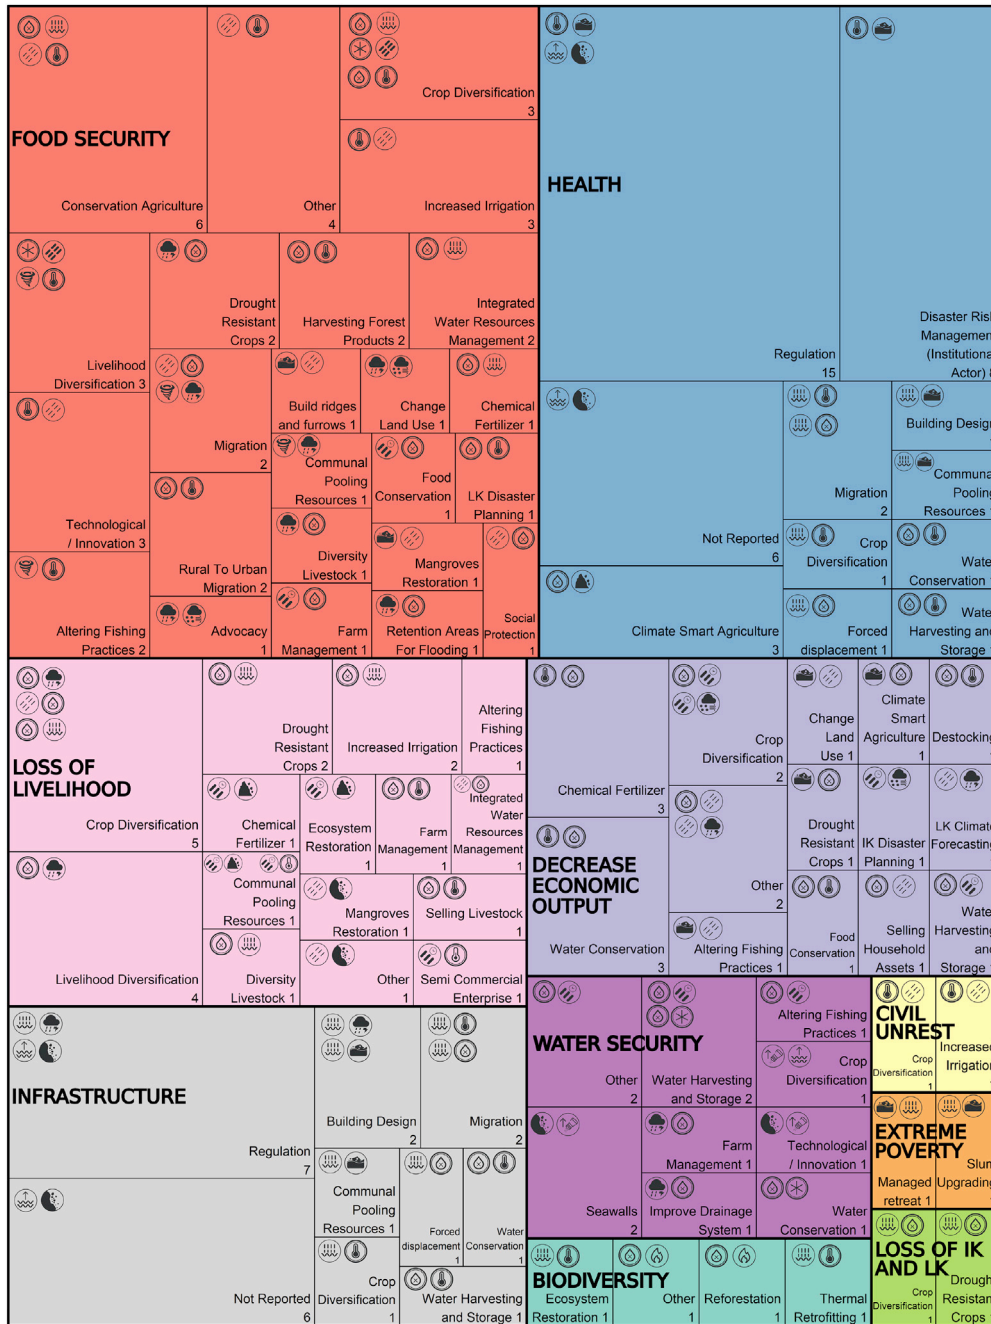 FOOD SECURITY
Conservation Agriculture
6
Other
4
Crop Diversification
3
Increased Irrigation
3
Livelihood
Diversification 3
Drought
Resistant
Crops 2
Harvesting Forest
Products 2
Integrated
Water Resources
Management 2
Technological
/ Innovation 3
Migration
2
Build ridges
and furrows 1
Change
Land Use 1
Chemical
Fertilizer 1
Communal
Pooling
Resources 1
Food
Conservation
1
LK Disaster
Planning 1
Rural To Urban
Migration 2
Diversity
Livestock 1
Mangroves
Restoration 1
Social
Protection
1
Altering Fishing
Practices 2
Advocacy
1
Farm
Management 1
Retention Areas
For Flooding 1
HEALTH
Regulation
15
Disaster Risk
Management
(Institutional
Actor)
Not Reported
6
Migration
2
Building Design
Communal
Pooling
Resources
Crop
Diversification
1
Water
Conservation
Climate Smart Agriculture
3
Forced
displacement 1
Water
Harvesting and
Storage
LOSS OF
LIVELIHOOD
Crop Diversification
5
Drought
Resistant
Crops 2
Increased Irrigation
2
Altering
Fishing
Practices
1
Chemical
Fertilizer 1
Ecosystem
Restoration
1
Farm
Management
1
Integrated
Water
Resources
Management
1
Livelihood Diversification
4
Communal
Pooling
Resources 1
Mangroves
Restoration 1
Selling Livestock
1
Diversity
Livestock 1
Other
1
Semi Commercial
Enterprise 1
DECREASE
ECONOMIC
OUTPUT
Chemical Fertilizer
3
Crop
Diversification
2
Change
Land
Use 1
Climate
Smart
Agriculture
1
Destocking
Water Conservation
3
Other
2
Drought
Resistant
Crops 1
IK Disaster
Planning 1
LK Climate
Forecasting
Altering Fishing
Practices 1
Food
Conservation
1
Selling
Household
Assets 1
Water
Harvesting
and
Storage
INFRASTRUCTURE
Regulation
7
Building Design
2
Migration
2
Not Reported
6
Communal
Pooling
Resources 1
Forced
displacement
1
Water
Conservation
1
Crop
Diversification
1
Water Harvesting
and Storage 1
WATER SECURITY
Other
2
Water Harvesting
and Storage 2
Altering Fishing
Practices 1
Crop
Diversification
1
Seawalls
2
Farm
Management 1
Technological
/ Innovation 1
Improve Drainage
System 1
Water
Conservation 1
CIVIL
UNREST
Crop
Diversification
1
Increased
Irrigation
EXTREME
POVERTY
Managed
retreat 1
Slum
Upgrading
BIODIVERSITY
Ecosystem
Restoration 1
Other
1
Reforestation
1
Thermal
Retrofitting 1
LOSS OF IK
AND LK
Crop
Diversification
1
Drought
Resistant
Crops